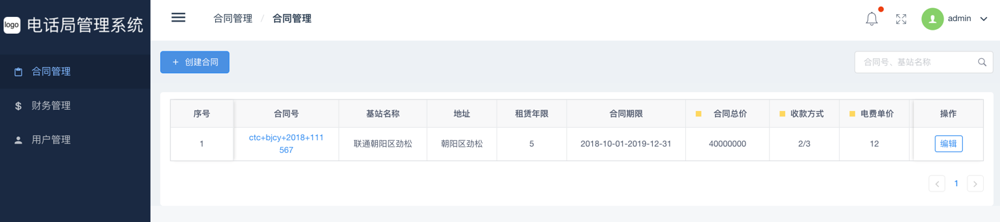 logo 电话局管理系统
合同管理 / 合同管理
admin
合同管理
财务管理
用户管理
+ 创建合同
合同号、基站名称
序号 合同号 基站名称 地址 租赁年限 合同期限 合同总价 收款方式 电费单价 操作
1 ctc+bjcy+2018+111567 联通朝阳区劲松 朝阳区劲松 5 2018-10-01-2019-12-31 40000000 2/3 12 编辑
1